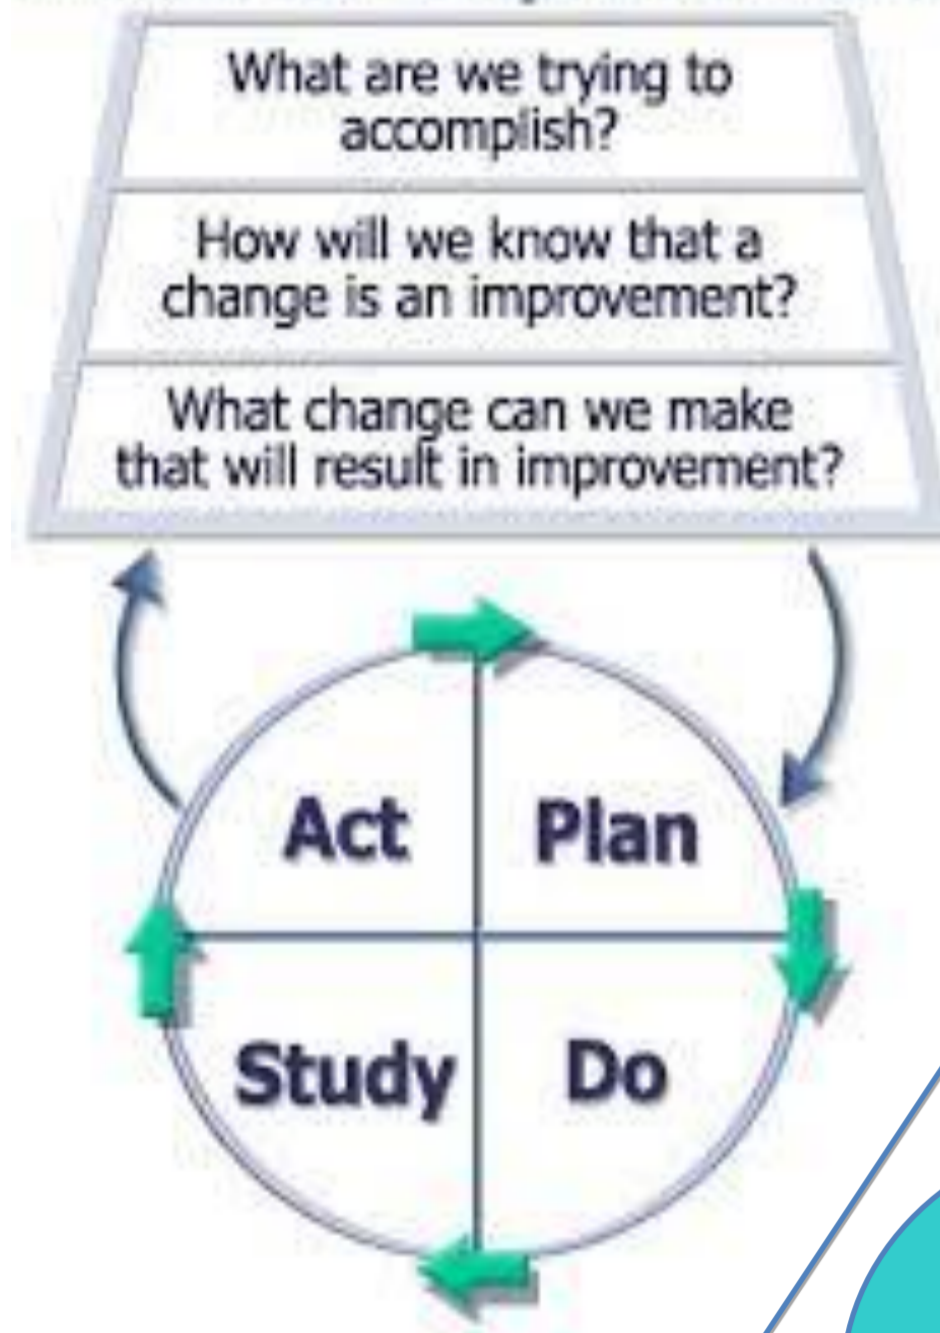 What are we trying to
accomplish?
How will we know that a
change is an improvement?
What change can we make
that will result in improvement?
Act
Plan
Study
Do